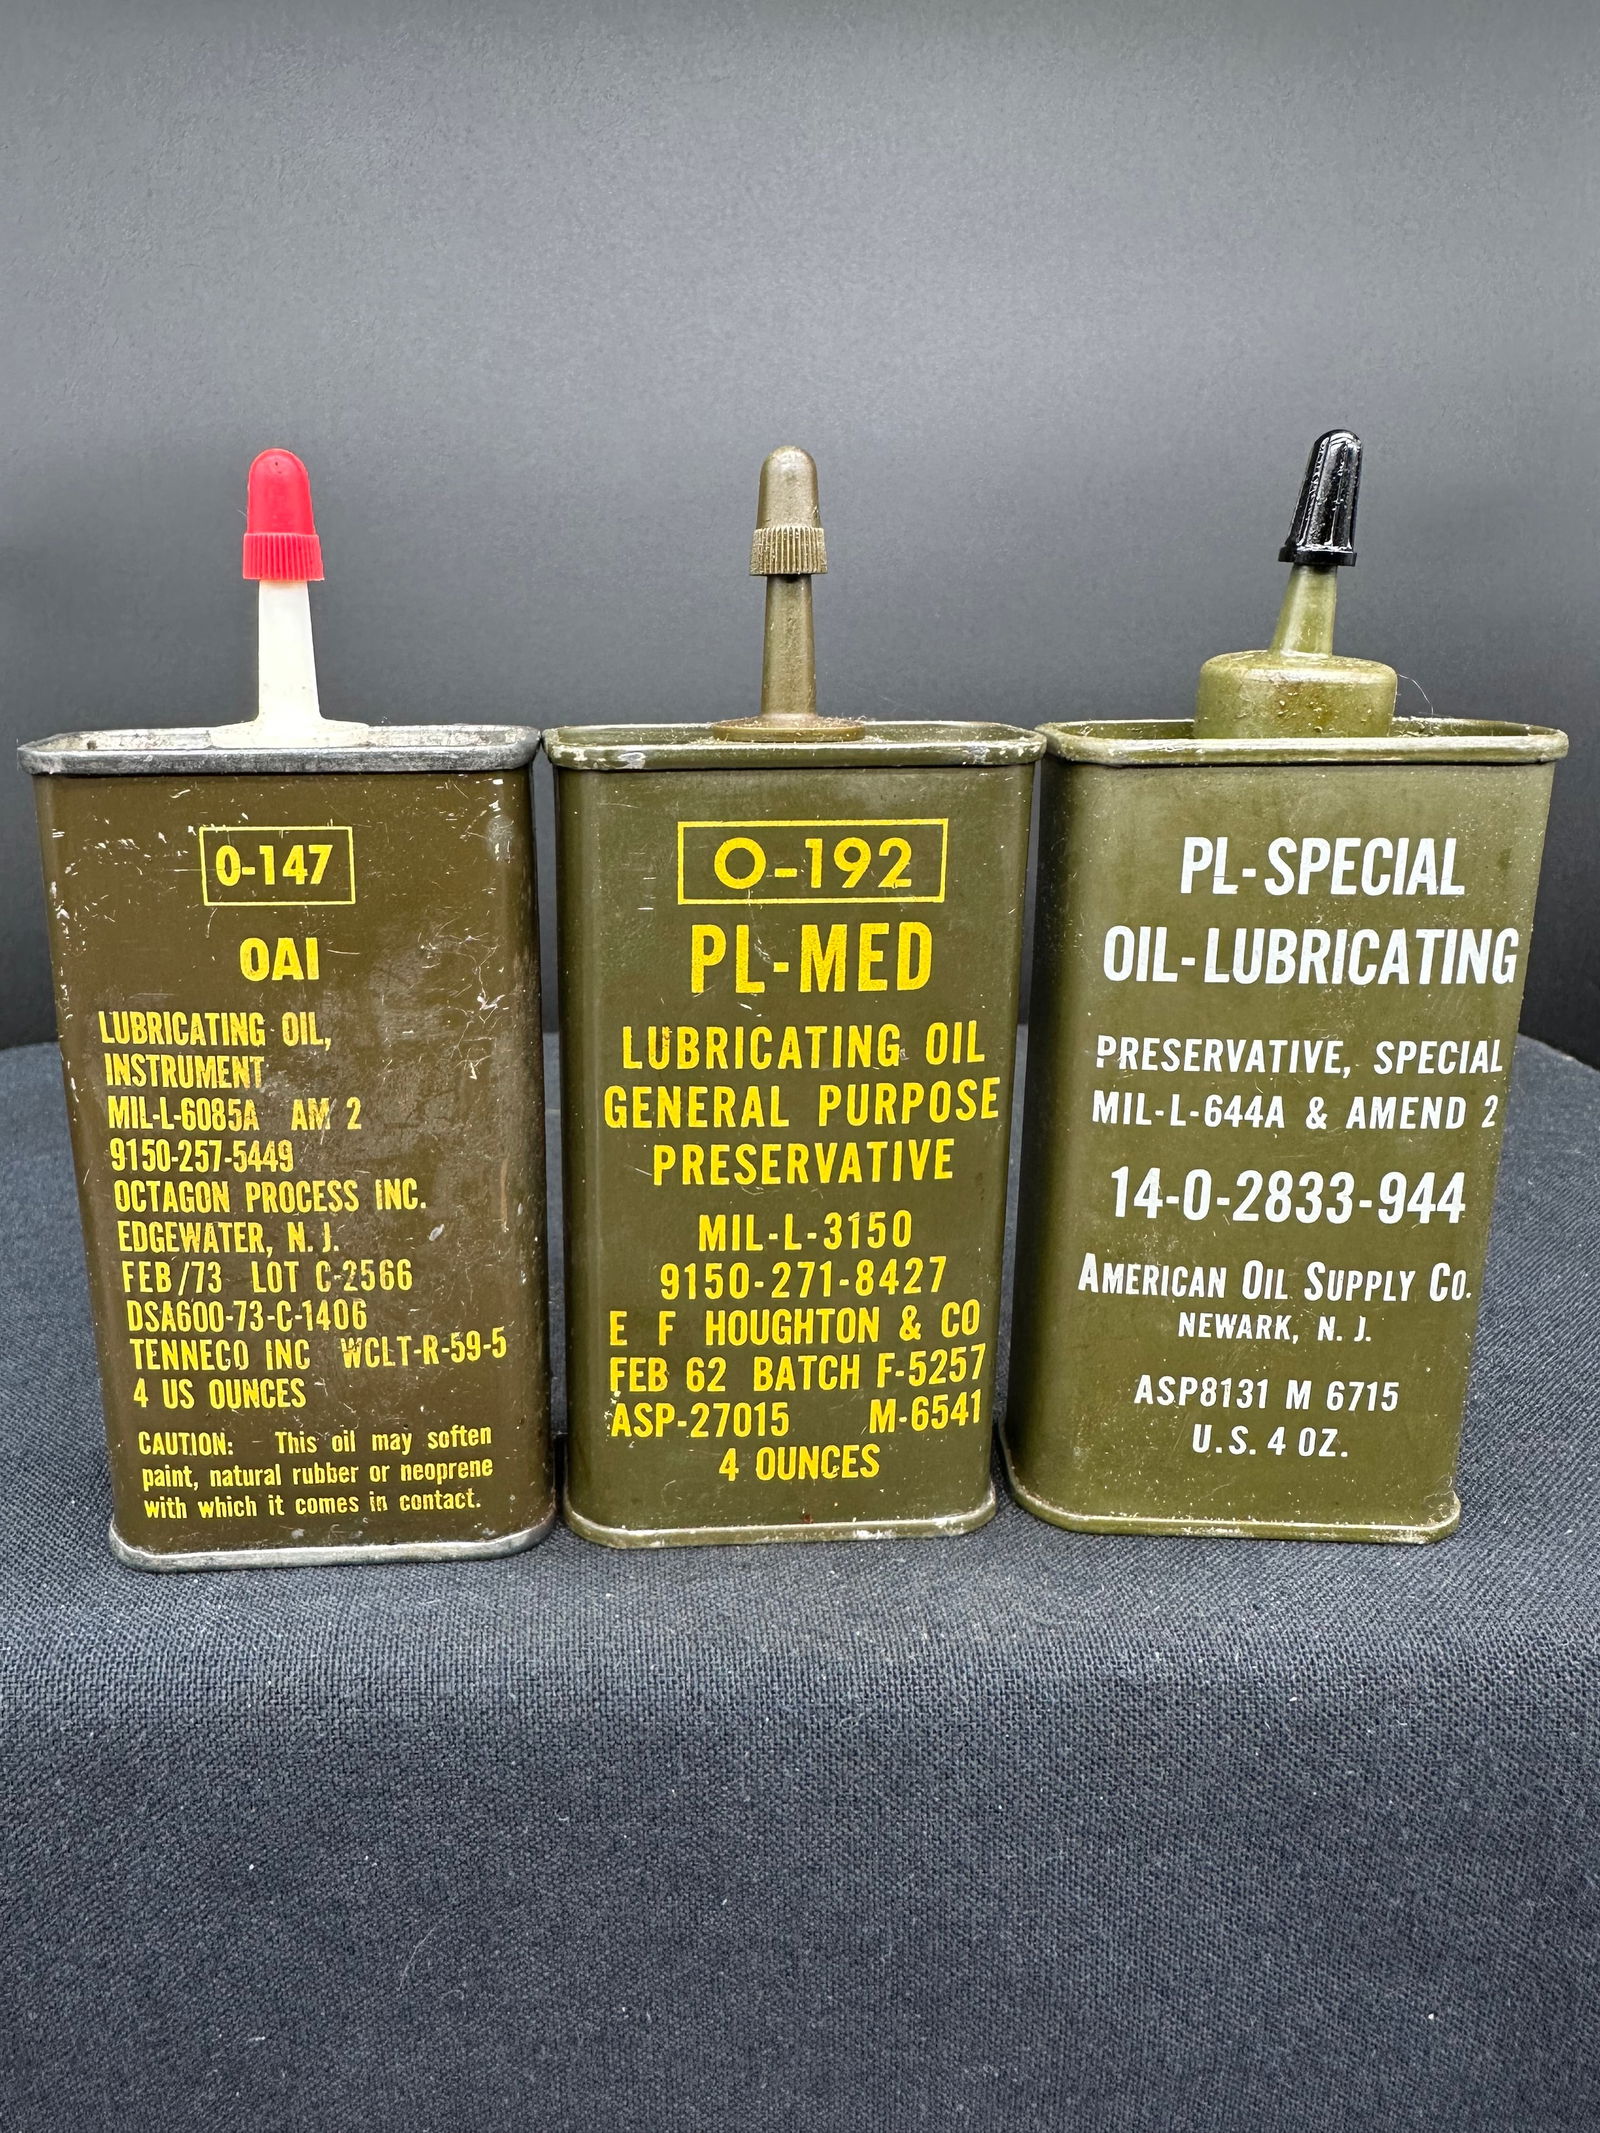 O-147
OAI
LUBRICATING OIL,
INSTRUMENT
MIL-L-6085A AM 2
9150-257-5449
OCTAGON PROCESS INC.
EDGEWATER, N. J.
FEB/73 LOT C-2566
DSA600-73-C-1406
TENNECO INC WCLT-R-59-5
4 US OUNCES
CAUTION: This oil may soften
paint, natural rubber or neoprene
with which it comes in contact.
O-192
PL-MED
LUBRICATING OIL
GENERAL PURPOSE
PRESERVATIVE
MIL-L-3150
9150-271-8427
E F HOUGHTON & CO
FEB 62 BATCH F-5257
ASP-27015 M-6541
4 OUNCES
PL-SPECIAL
OIL-LUBRICATING
PRESERVATIVE, SPECIAL
MIL-L-644A & AMEND 2
14-O-2833-944
AMERICAN OIL SUPPLY CO.
NEWARK, N. J.
ASP8131 M 6715
U.S. 4 OZ.